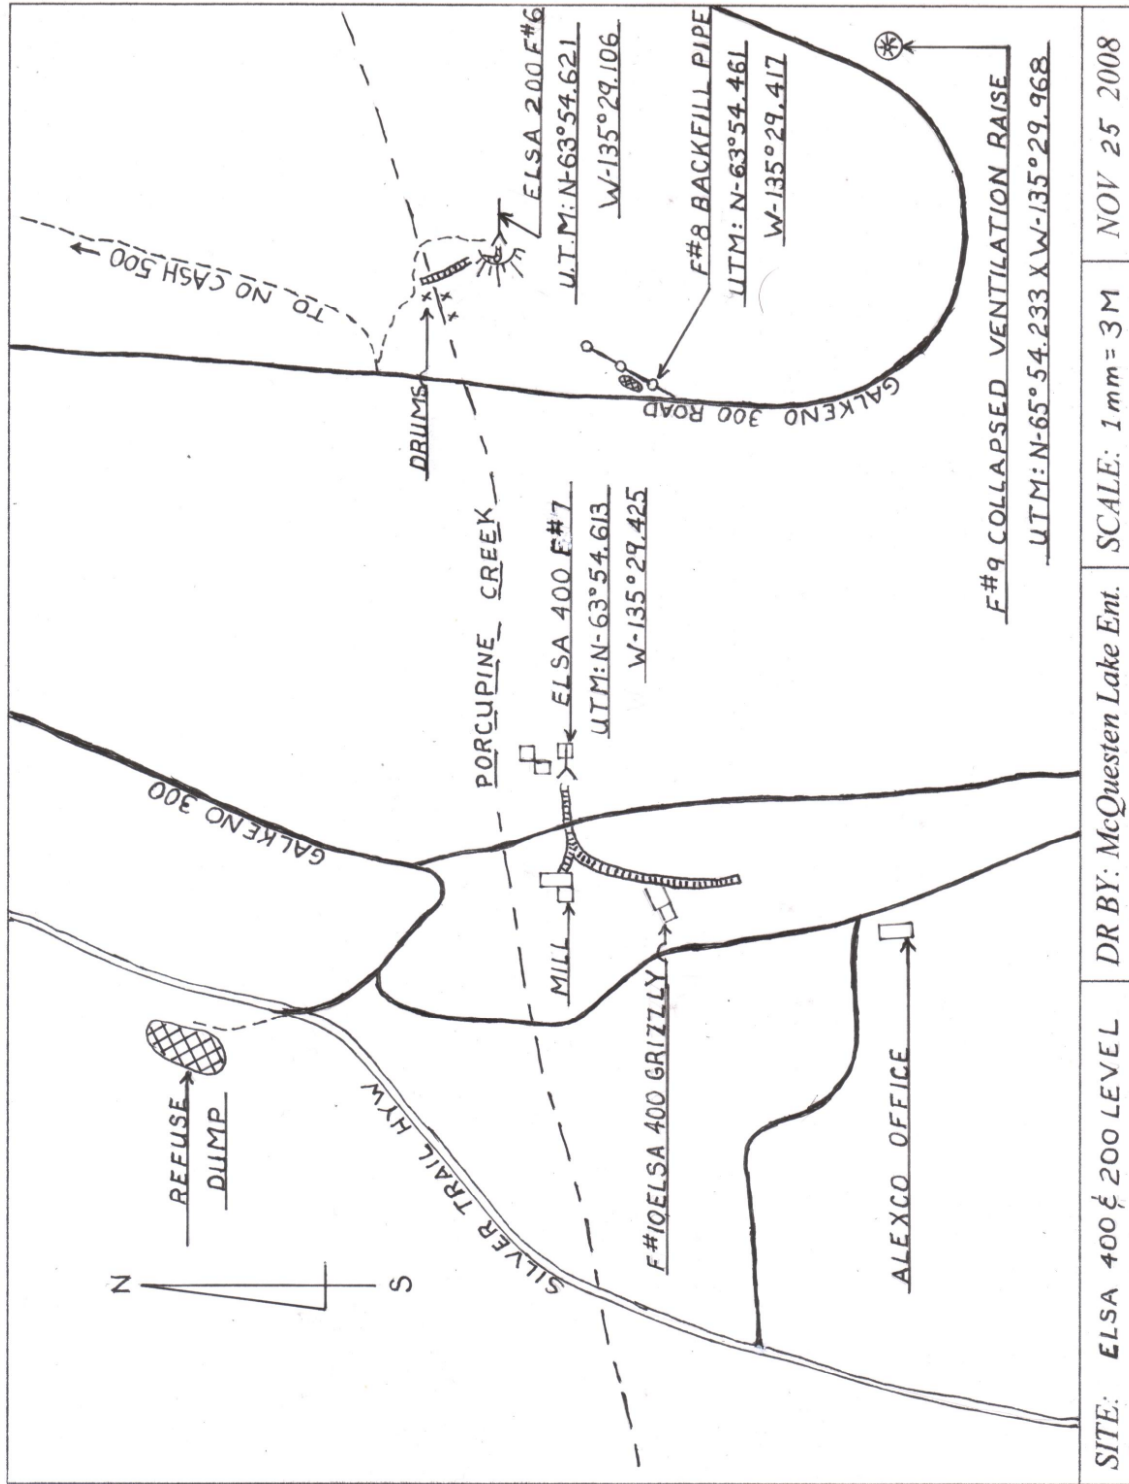 REFUSE
DUMP
N
S
SILVER TRAIL HYW
GALKENO 300
PORCUPINE CREEK
MILL
F#10 ELSA 400 GRIZZLY
ALEXCO OFFICE
ELSA 400 F#7
UTM: N-63°54.613
W-135°29.425
TO NO CASH 500
DRUMS
ELSA 200 F#6
U.T.M: N-63°54.621
W-135°29.106
GALKENO 300 ROAD
F#8 BACKFILL PIPE
UTM: N-63°54.461
W-135°29.417
F#9 COLLAPSED VENTILATION RAISE
UTM: N-65°54.233 X W-135°29.968
SITE: ELSA 400 & 200 LEVEL
DR BY: McQuesten Lake Ent.
SCALE: 1 mm = 3 M
NOV 25 2008